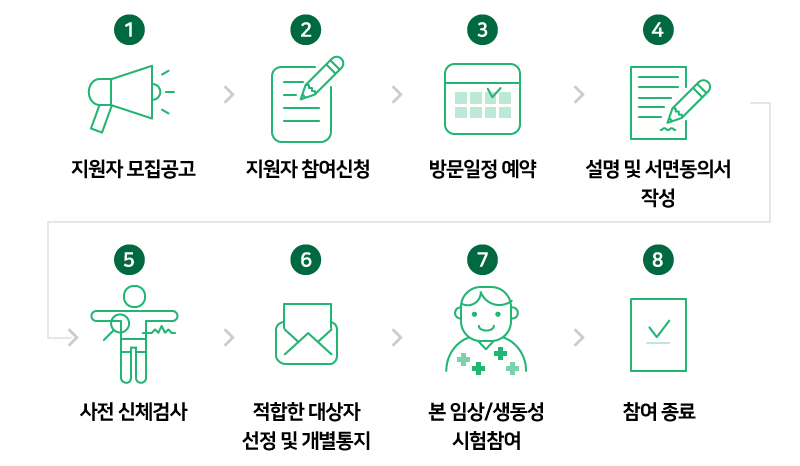 1
2
3
4
지원자 모집공고
지원자 참여신청
방문일정 예약
설명 및 서면동의서
작성
5
6
7
8
사전 신체검사
적합한 대상자
선정 및 개별통지
본 임상/생동성
시험참여
참여 종료